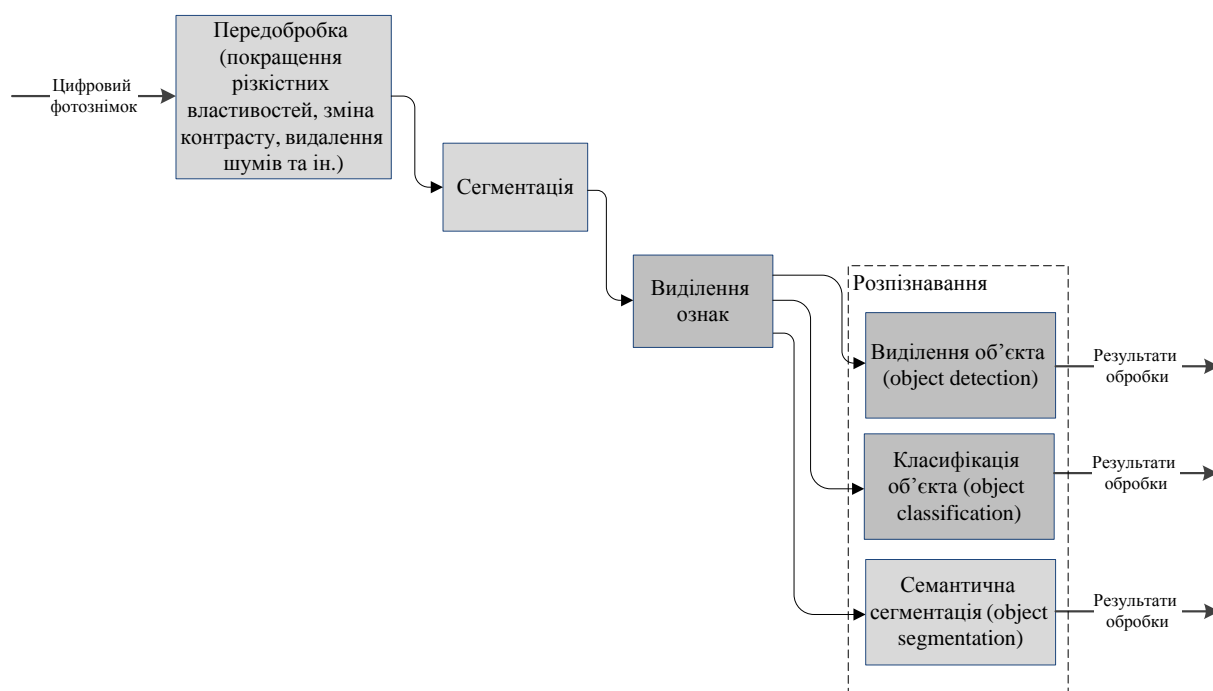 Передобробка
(покращення
різкістних
властивостей, зміна
контрасту, видалення
шумів та ін.)
Цифровий
фотознімок
Сегментація
Виділення
ознак
Розпізнавання
Виділення об’єкта
(object detection)
Результати
обробки
Класифікація
об’єкта (object
classification)
Результати
обробки
Семантична
сегментація (object
segmentation)
Результати
обробки